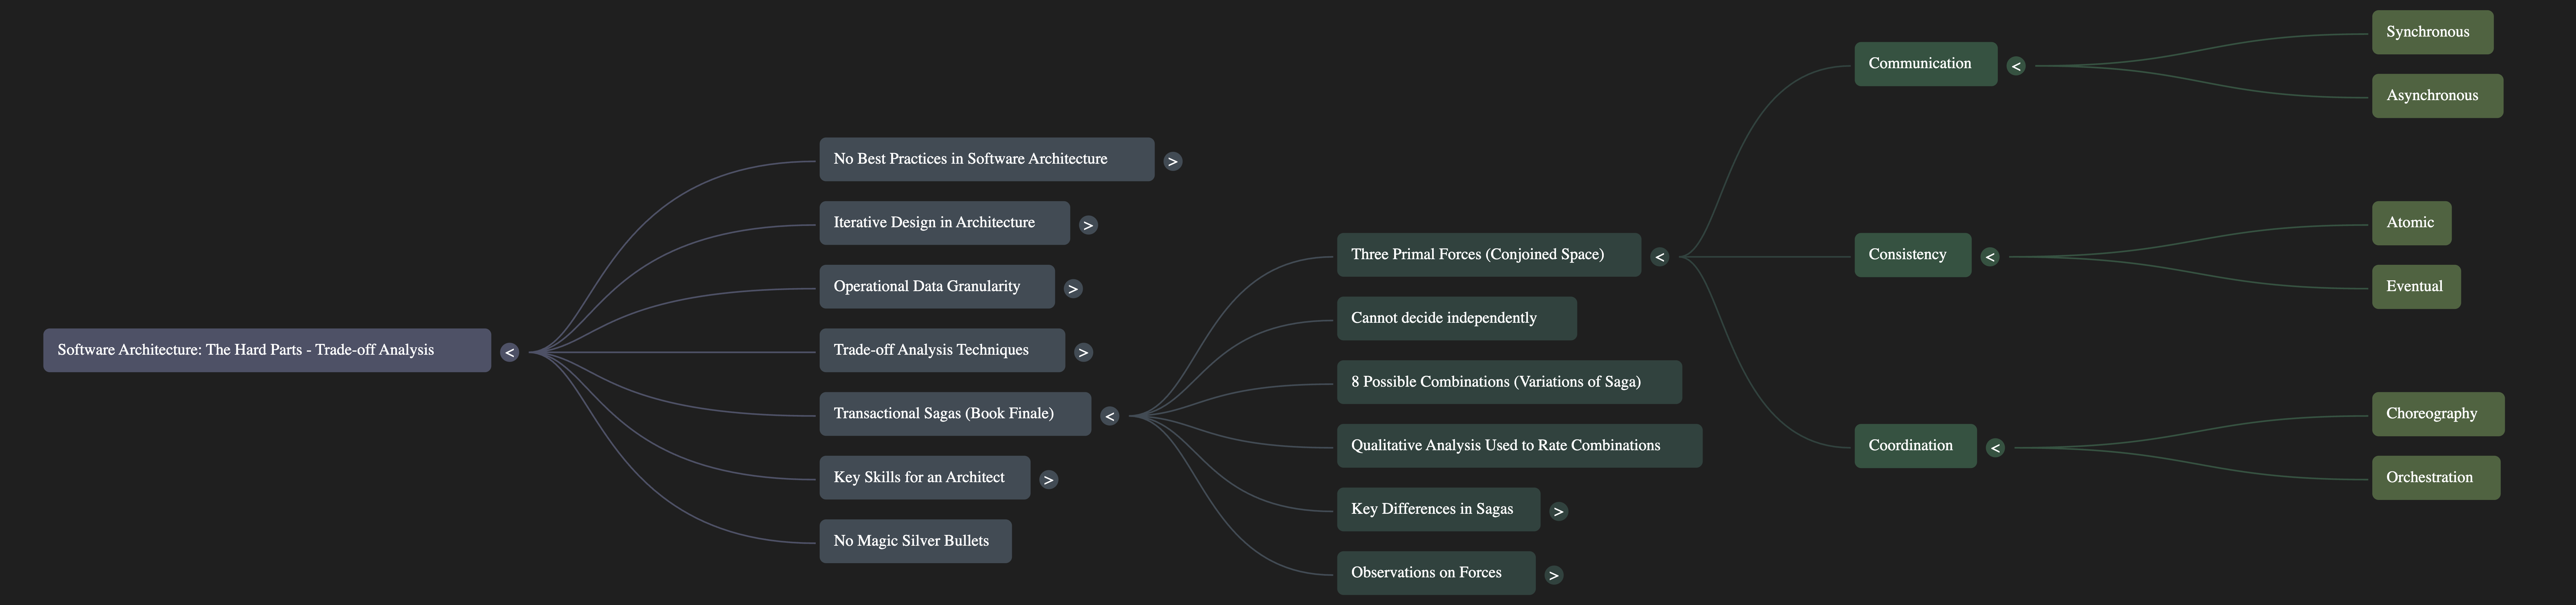 Software Architecture: The Hard Parts - Trade-off Analysis
<
No Best Practices in Software Architecture
>
Iterative Design in Architecture
>
Operational Data Granularity
>
Trade-off Analysis Techniques
>
Transactional Sagas (Book Finale)
<
Key Skills for an Architect
>
No Magic Silver Bullets
Three Primal Forces (Conjoined Space)
<
Cannot decide independently
8 Possible Combinations (Variations of Saga)
Qualitative Analysis Used to Rate Combinations
Key Differences in Sagas
>
Observations on Forces
>
Communication
<
Synchronous
Asynchronous
Consistency
<
Atomic
Eventual
Coordination
<
Choreography
Orchestration